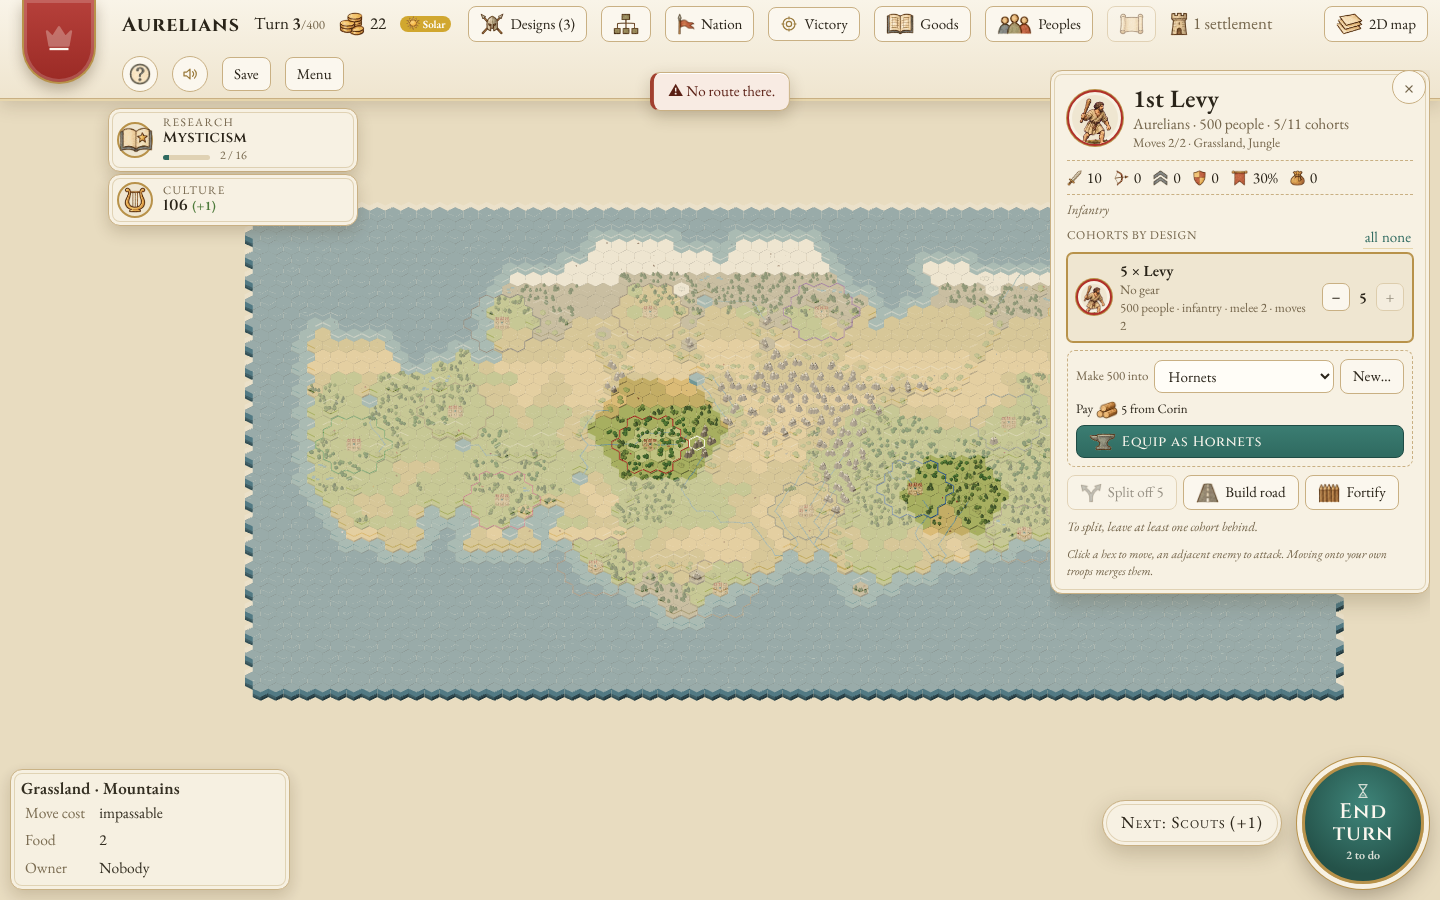 AURELIANS
Turn 3/400
22
Solar
Designs (3)
Nation
Victory
Goods
Peoples
1 settlement
2D map
?
Save
Menu
No route there.
RESEARCH
MYSTICISM
2 / 16
CULTURE
106 (+1)
1st Levy
Aurelians · 500 people · 5/11 cohorts
Moves 2/2 · Grassland, Jungle
×
10
0
0
0
30%
0
Infantry
COHORTS BY DESIGN
all none
5 × Levy
No gear
500 people · infantry · melee 2 · moves
2
− 5 +
Make 500 into
Hornets
New...
Pay 5 from Corin
EQUIP AS HORNETS
Split off 5
Build road
Fortify
To split, leave at least one cohort behind.
Click a hex to move, an adjacent enemy to attack. Moving onto your own
troops merges them.
Grassland · Mountains
Move cost impassable
Food 2
Owner Nobody
NEXT: SCOUTS (+1)
END
TURN
2 to do